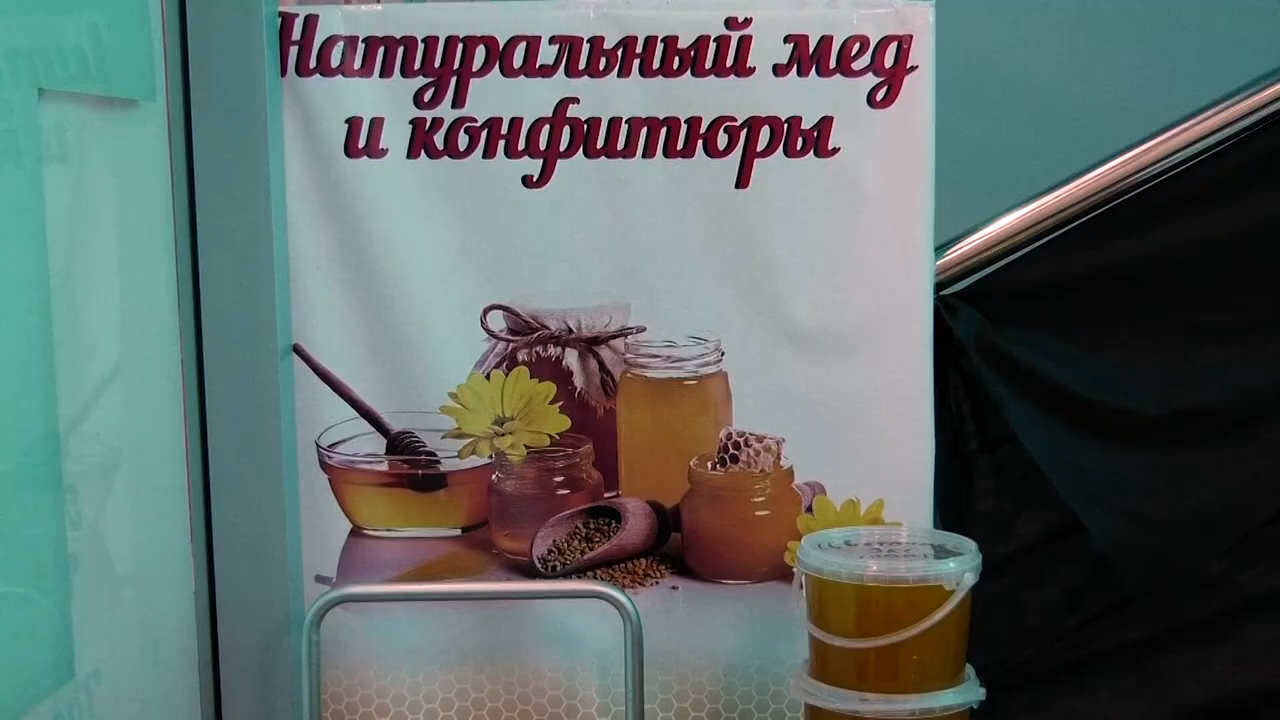 Натуральный мед
и конфитюры